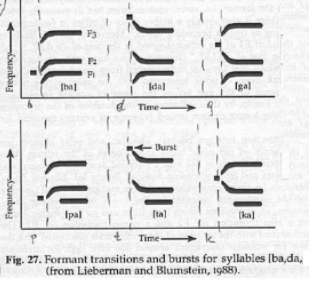 Frequency
F3
F2
F1
[ba]
[da]
[ga]
b
d
Time
g
Frequency
Burst
[pa]
[ta]
[ka]
p
t
Time
k
Fig. 27. Formant transitions and bursts for syllables [ba,da,
(from Lieberman and Blumstein, 1988).